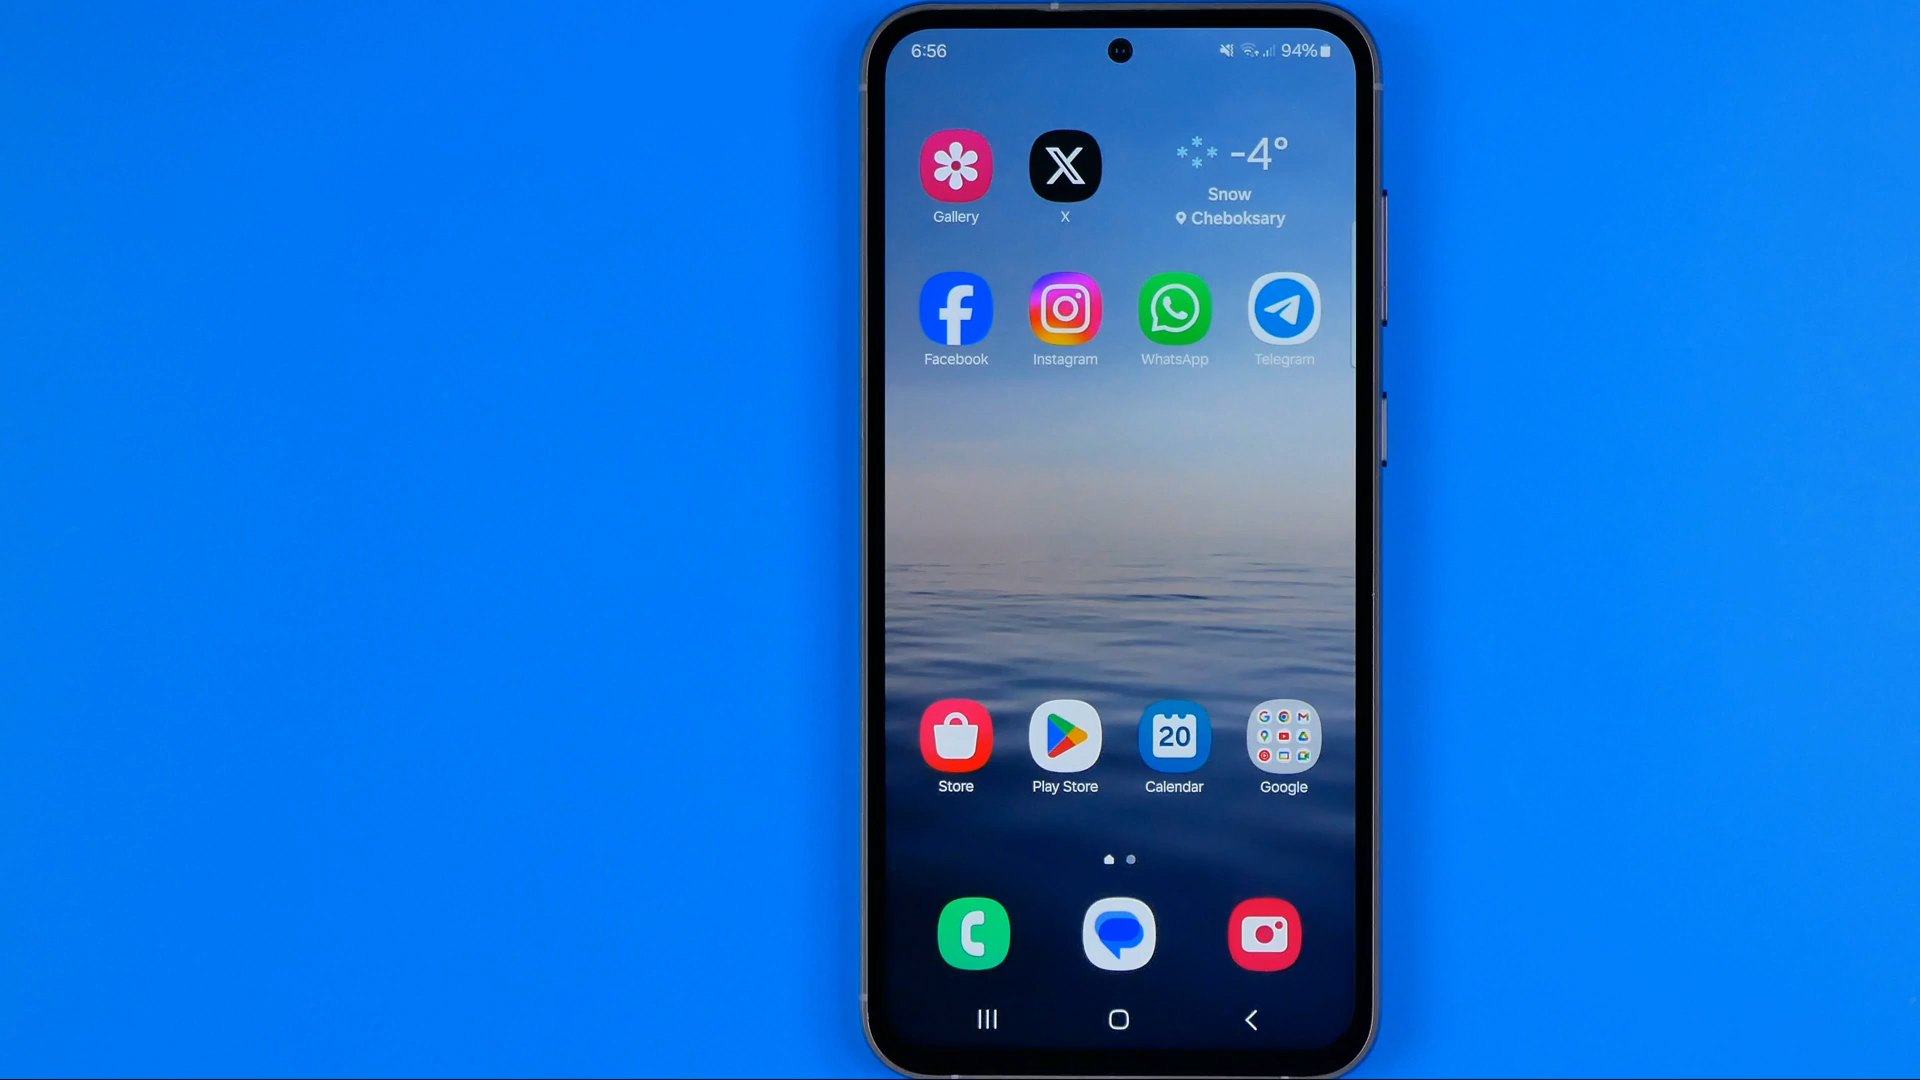 6:56 94%
-4°
Snow
Cheboksary
Gallery X
Facebook Instagram WhatsApp Telegram
20
Store Play Store Calendar Google